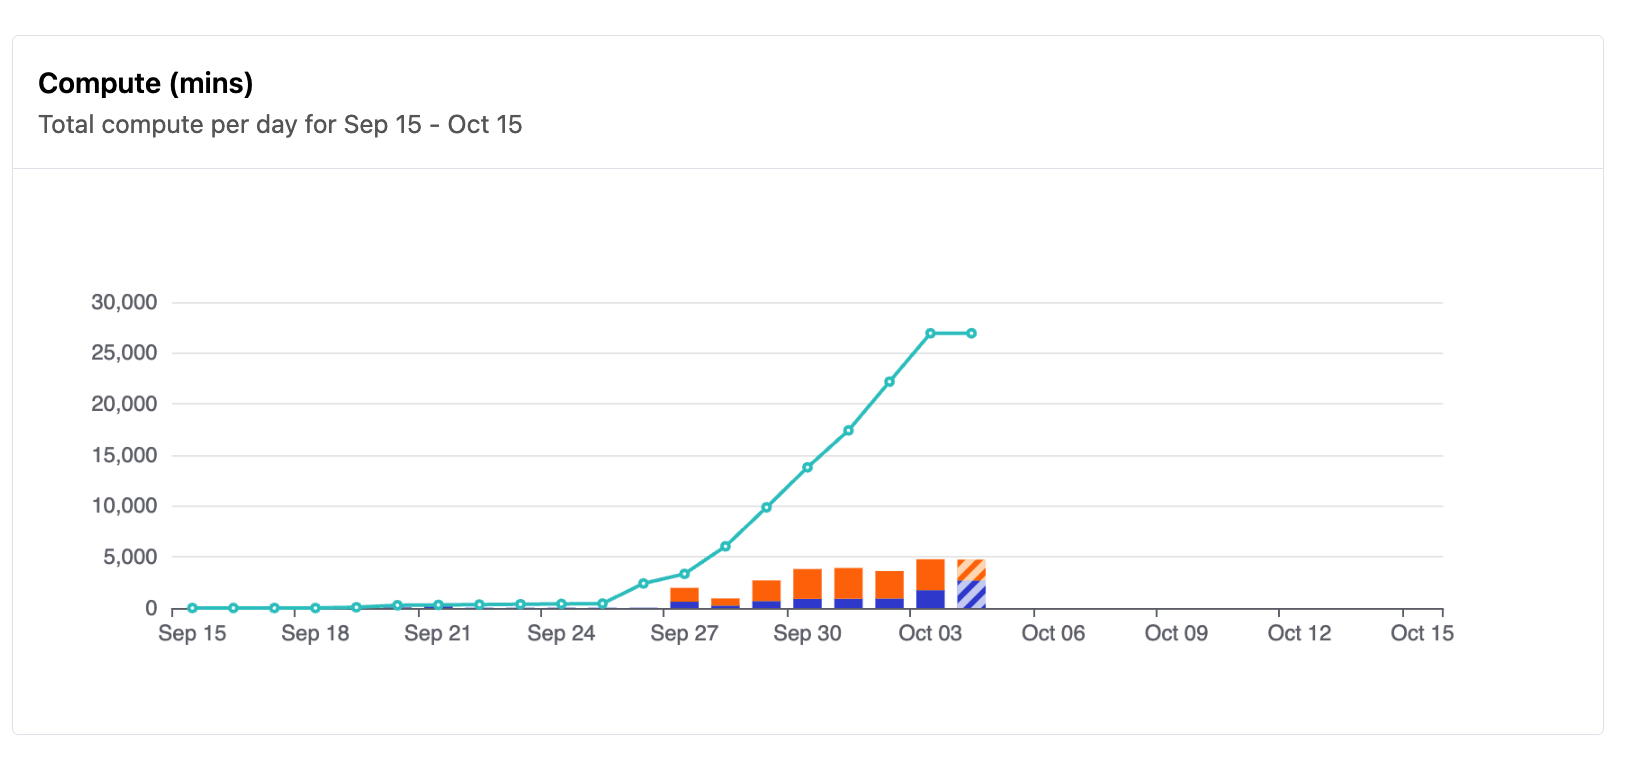 Compute (mins)
Total compute per day for Sep 15 - Oct 15
30,000
25,000
20,000
15,000
10,000
5,000
0
Sep 15 Sep 18 Sep 21 Sep 24 Sep 27 Sep 30 Oct 03 Oct 06 Oct 09 Oct 12 Oct 15